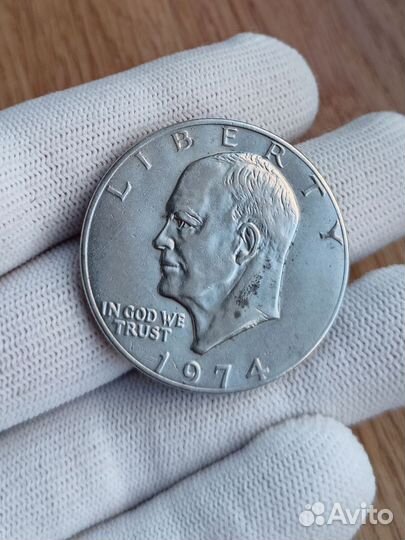 LIBERTY
IN GOD WE
TRUST
1974
Avito